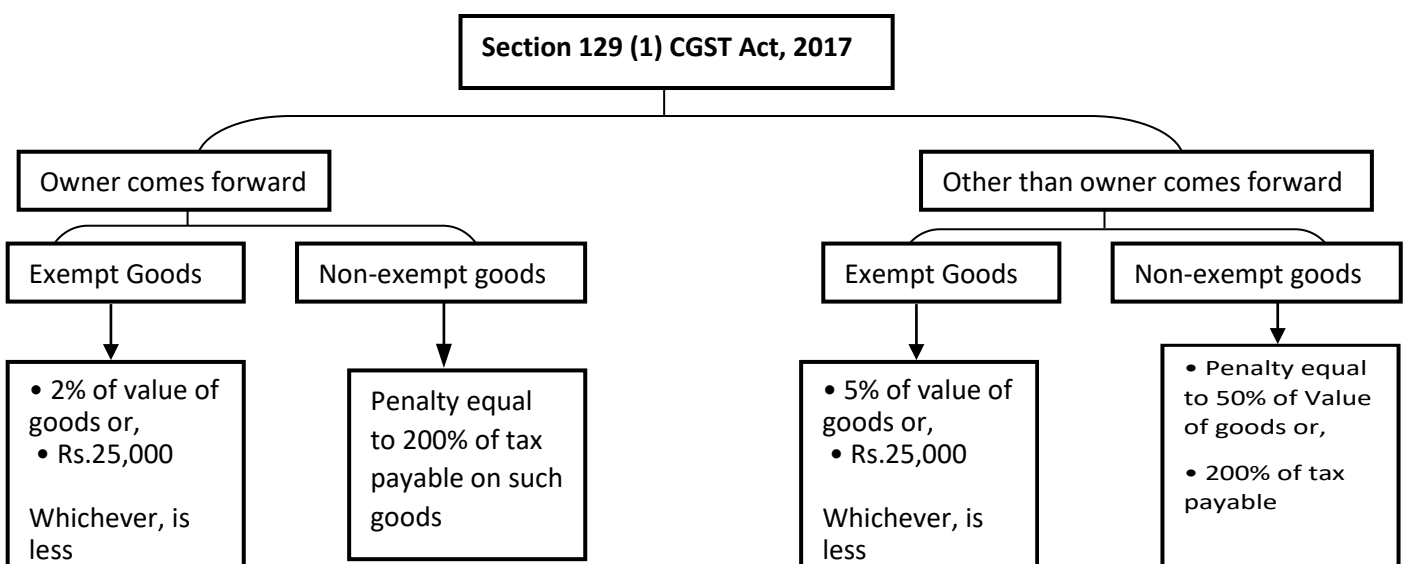 Section 129 (1) CGST Act, 2017
Owner comes forward
Other than owner comes forward
Exempt Goods
Non-exempt goods
Exempt Goods
Non-exempt goods
• 2% of value of
goods or,
• Rs.25,000
Whichever, is
less
Penalty equal
to 200% of tax
payable on such
goods
• 5% of value of
goods or,
• Rs.25,000
Whichever, is
less
• Penalty equal
to 50% of Value
of goods or,
• 200% of tax
payable